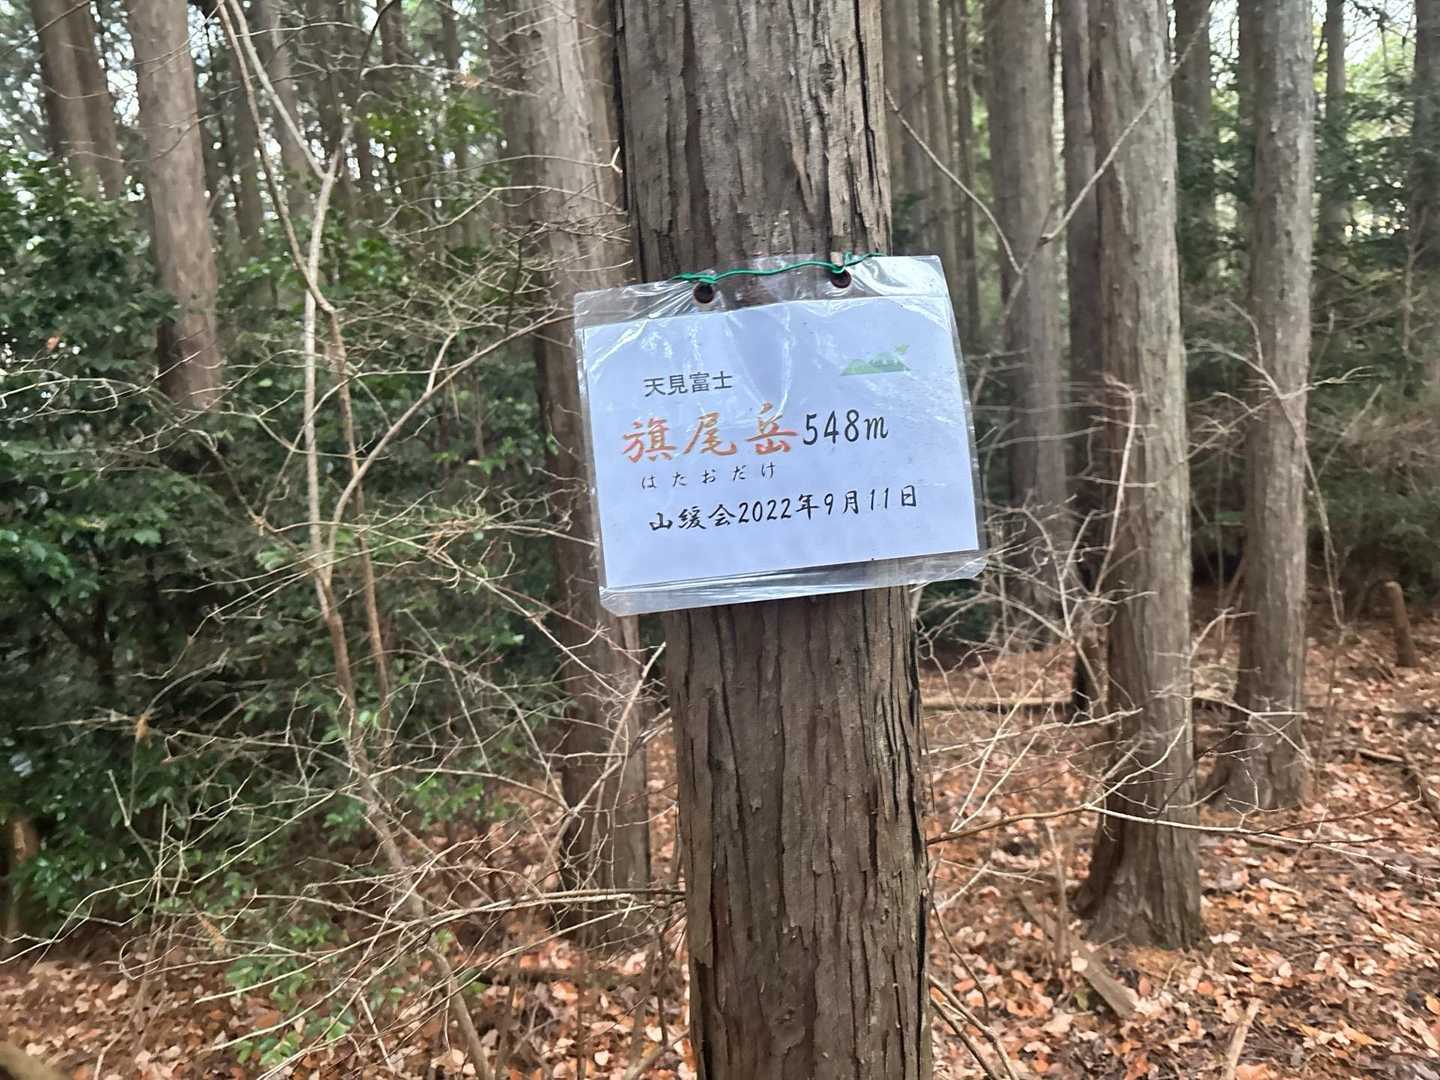 天見富士
旗尾岳548m
はたおだけ
山緩会2022年9月11日